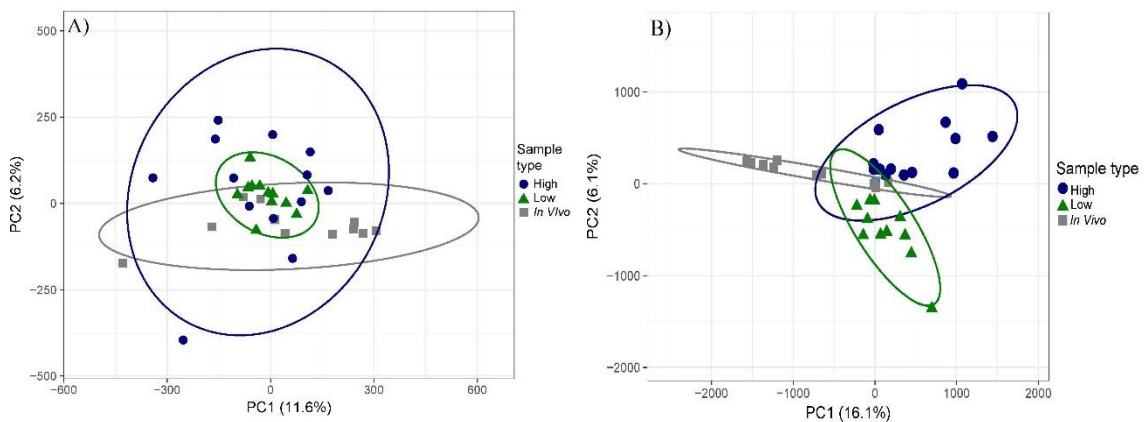 A)
500
250
0
−250
−500
PC2 (6.2%)
−600
−300
0
300
600
PC1 (11.6%)
Sample
type
High
Low
In VIvo
B)
1000
0
−1000
−2000
PC2 (6.1%)
−2000
−1000
0
1000
2000
PC1 (16.1%)
Sample type
High
Low
In Vivo